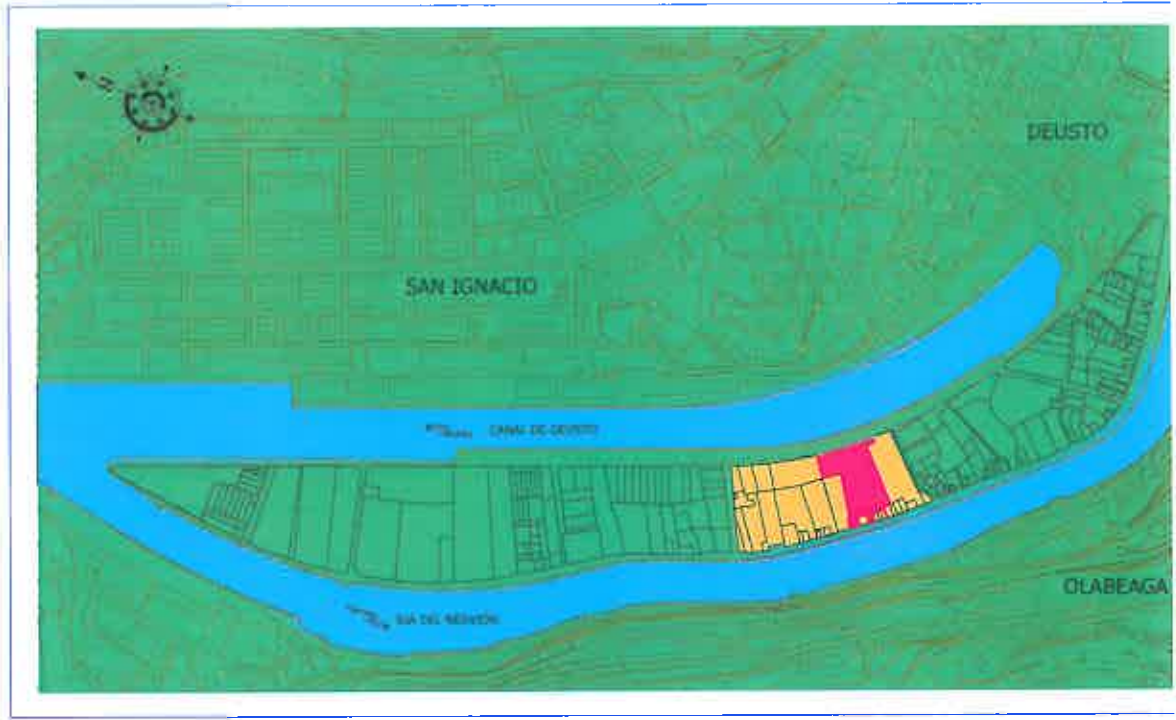 N
DEUSTO
SAN IGNACIO
CANAL DE DEUSTO
OLABEAGA
RIA DEL NERVION